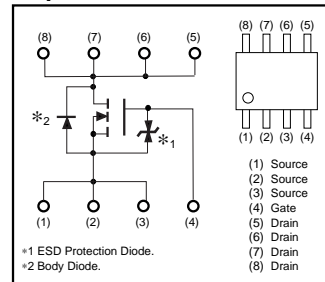 (8) (7) (6) (5)
∗2
∗1
(1) (2) (3) (4)
∗1 ESD Protection Diode.
∗2 Body Diode.
(8) (7) (6) (5)
(1) (2) (3) (4)
(1) Source
(2) Source
(3) Source
(4) Gate
(5) Drain
(6) Drain
(7) Drain
(8) Drain